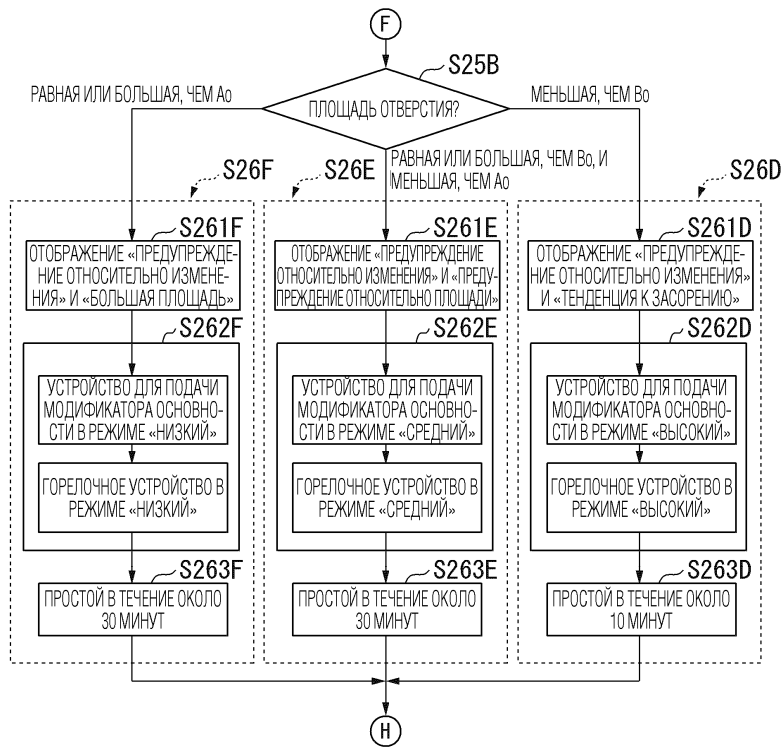 F
S25B
РАВНАЯ ИЛИ БОЛЬШАЯ, ЧЕМ A0
ПЛОЩАДЬ ОТВЕРСТИЯ?
МЕНЬШАЯ, ЧЕМ B0
РАВНАЯ ИЛИ БОЛЬШАЯ, ЧЕМ B0, И
МЕНЬШАЯ, ЧЕМ A0
S26F
S26E
S26D
S261F
ОТОБРАЖЕНИЕ «ПРЕДУПРЕЖДЕ-
НИЕ ОТНОСИТЕЛЬНО ИЗМЕНЕ-
НИЯ» И «БОЛЬШАЯ ПЛОЩАДЬ»
S262F
УСТРОЙСТВО ДЛЯ ПОДАЧИ
МОДИФИКАТОРА ОСНОВНО-
СТИ В РЕЖИМЕ «НИЗКИЙ»
ГОРЕЛОЧНОЕ УСТРОЙСТВО В
РЕЖИМЕ «НИЗКИЙ»
S263F
ПРОСТОЙ В ТЕЧЕНИЕ ОКОЛО
30 МИНУТ
S261E
ОТОБРАЖЕНИЕ «ПРЕДУПРЕЖДЕНИЕ
ОТНОСИТЕЛЬНО ИЗМЕНЕНИЯ» И «ПРЕДУ-
ПРЕЖДЕНИЕ ОТНОСИТЕЛЬНО ПЛОЩАДИ»
S262E
УСТРОЙСТВО ДЛЯ ПОДАЧИ
МОДИФИКАТОРА ОСНОВНО-
СТИ В РЕЖИМЕ «СРЕДНИЙ»
ГОРЕЛОЧНОЕ УСТРОЙСТВО В
РЕЖИМЕ «СРЕДНИЙ»
S263E
ПРОСТОЙ В ТЕЧЕНИЕ ОКОЛО
30 МИНУТ
S261D
ОТОБРАЖЕНИЕ «ПРЕДУПРЕЖДЕ-
НИЕ ОТНОСИТЕЛЬНО ИЗМЕНЕНИЯ»
И «ТЕНДЕНЦИЯ К ЗАСОРЕНИЮ»
S262D
УСТРОЙСТВО ДЛЯ ПОДАЧИ
МОДИФИКАТОРА ОСНОВНО-
СТИ В РЕЖИМЕ «ВЫСОКИЙ»
ГОРЕЛОЧНОЕ УСТРОЙСТВО В
РЕЖИМЕ «ВЫСОКИЙ»
S263D
ПРОСТОЙ В ТЕЧЕНИЕ ОКОЛО
10 МИНУТ
H